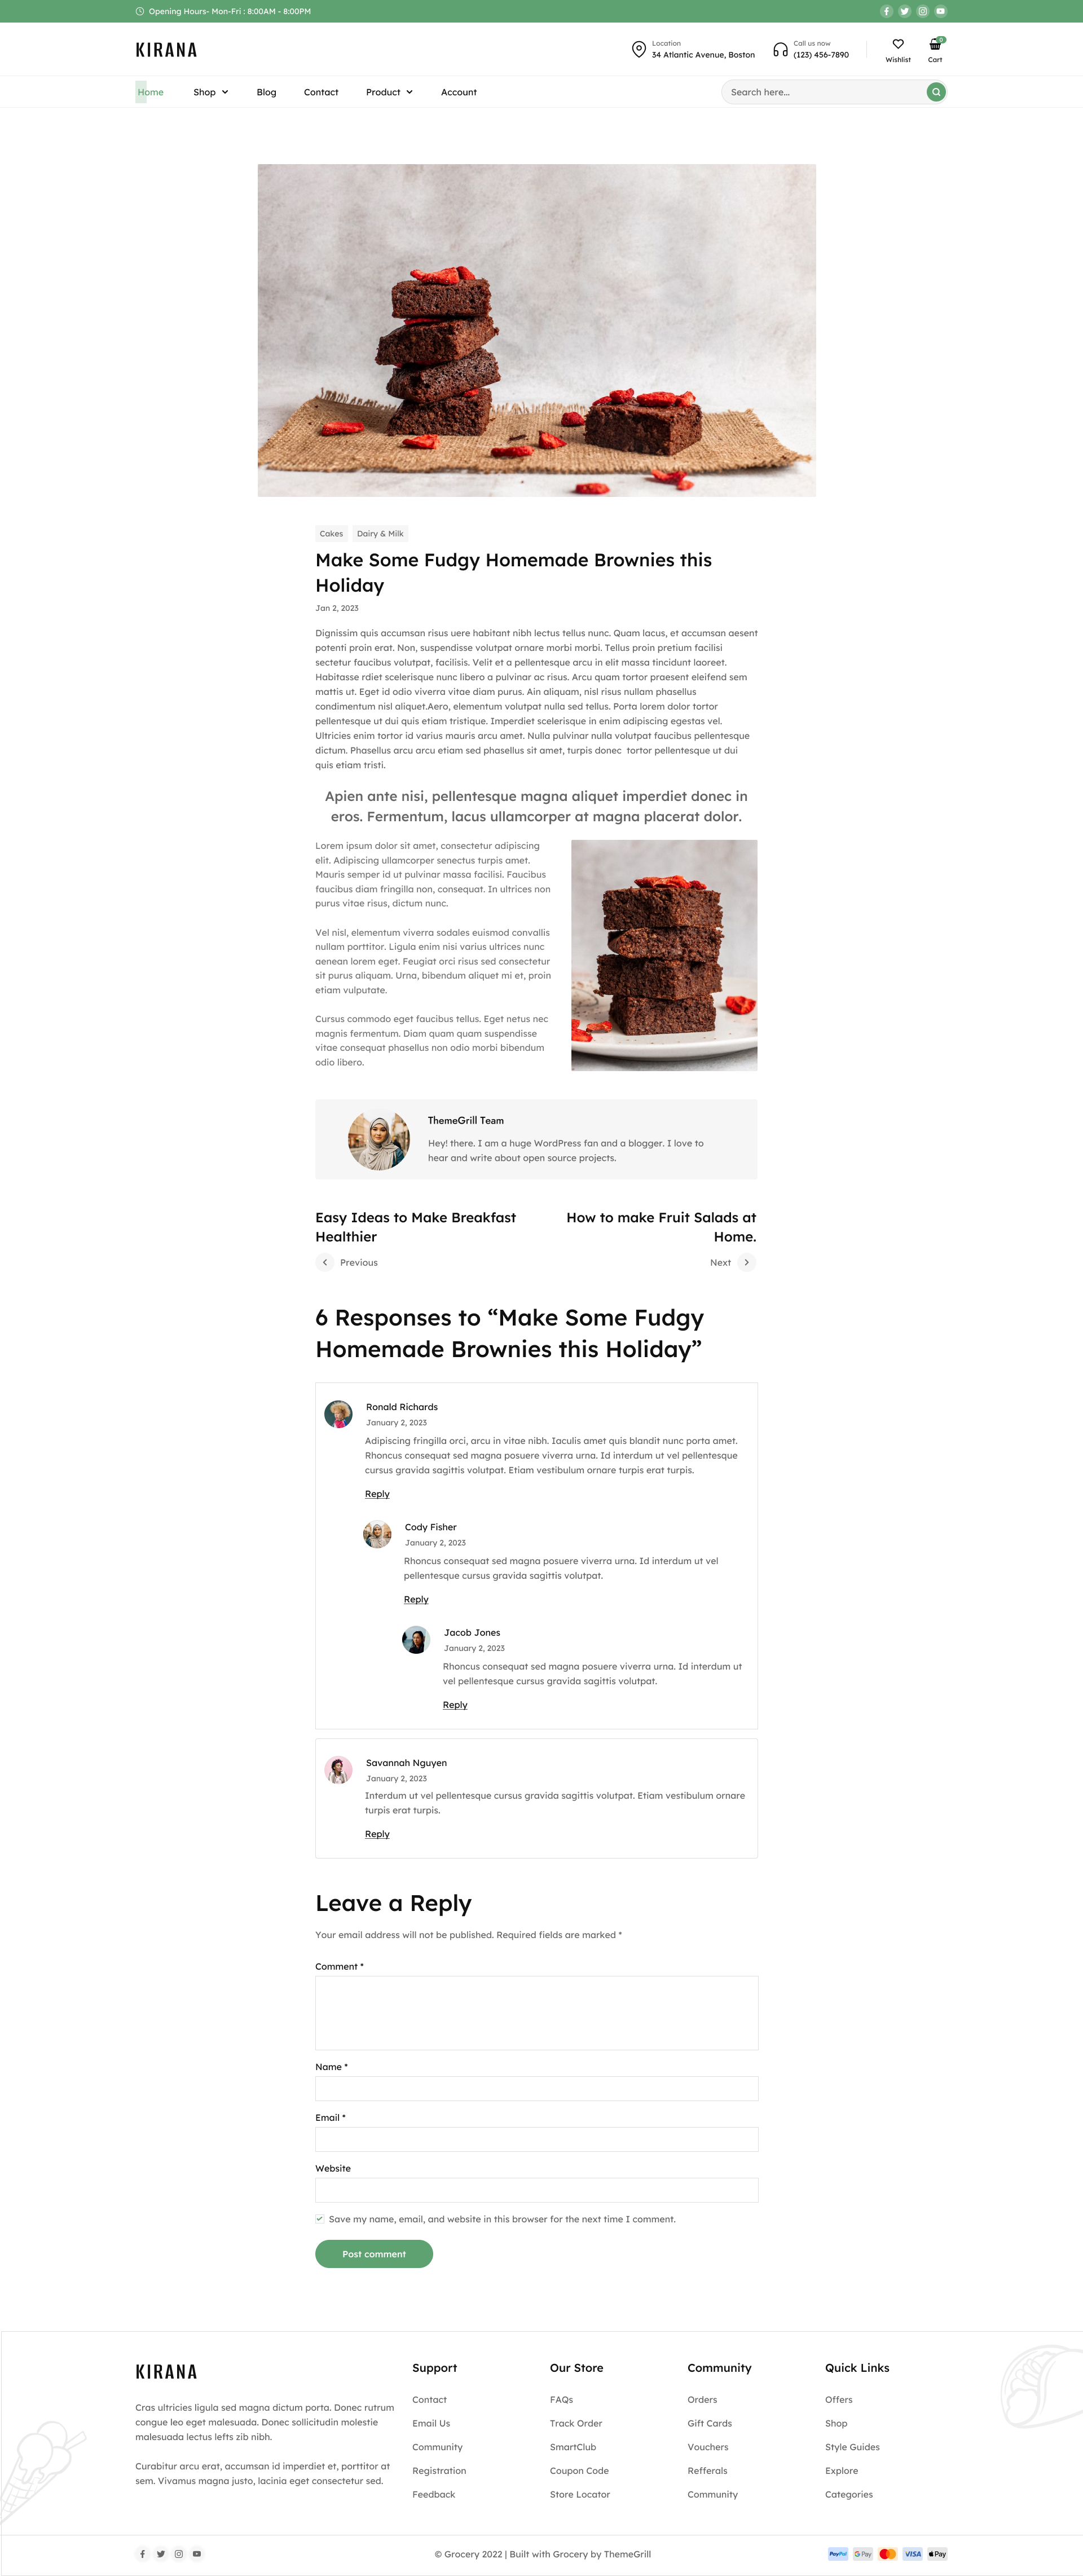 Opening Hours- Mon-Fri : 8:00AM - 8:00PM
KIRANA
Location
34 Atlantic Avenue, Boston
Call us now
(123) 456-7890
Wishlist
0
Cart
Home
Shop
Blog
Contact
Product
Account
Search here...
Cakes
Dairy & Milk
Make Some Fudgy Homemade Brownies this
Holiday
Jan 2, 2023
Dignissim quis accumsan risus uere habitant nibh lectus tellus nunc. Quam lacus, et accumsan aesent
potenti proin erat. Non, suspendisse volutpat ornare morbi morbi. Tellus proin pretium facilisi
sectetur faucibus volutpat, facilisis. Velit et a pellentesque arcu in elit massa tincidunt laoreet.
Habitasse rdiet scelerisque nunc libero a pulvinar ac risus. Arcu quam tortor praesent eleifend sem
mattis ut. Eget id odio viverra vitae diam purus. Ain aliquam, nisl risus nullam phasellus
condimentum nisl aliquet.Aero, elementum volutpat nulla sed tellus. Porta lorem dolor tortor
pellentesque ut dui quis etiam tristique. Imperdiet scelerisque in enim adipiscing egestas vel.
Ultricies enim tortor id varius mauris arcu amet. Nulla pulvinar nulla volutpat faucibus pellentesque
dictum. Phasellus arcu arcu etiam sed phasellus sit amet, turpis donec tortor pellentesque ut dui
quis etiam tristi.
Apien ante nisi, pellentesque magna aliquet imperdiet donec in
eros. Fermentum, lacus ullamcorper at magna placerat dolor.
Lorem ipsum dolor sit amet, consectetur adipiscing
elit. Adipiscing ullamcorper senectus turpis amet.
Mauris semper id ut pulvinar massa facilisi. Faucibus
faucibus diam fringilla non, consequat. In ultrices non
purus vitae risus, dictum nunc.
Vel nisl, elementum viverra sodales euismod convallis
nullam porttitor. Ligula enim nisi varius ultrices nunc
aenean lorem eget. Feugiat orci risus sed consectetur
sit purus aliquam. Urna, bibendum aliquet mi et, proin
etiam vulputate.
Cursus commodo eget faucibus tellus. Eget netus nec
magnis fermentum. Diam quam quam suspendisse
vitae consequat phasellus non odio morbi bibendum
odio libero.
ThemeGrill Team
Hey! there. I am a huge WordPress fan and a blogger. I love to
hear and write about open source projects.
Easy Ideas to Make Breakfast
Healthier
Previous
How to make Fruit Salads at
Home.
Next
6 Responses to “Make Some Fudgy
Homemade Brownies this Holiday”
Ronald Richards
January 2, 2023
Adipiscing fringilla orci, arcu in vitae nibh. Iaculis amet quis blandit nunc porta amet.
Rhoncus consequat sed magna posuere viverra urna. Id interdum ut vel pellentesque
cursus gravida sagittis volutpat. Etiam vestibulum ornare turpis erat turpis.
Reply
Cody Fisher
January 2, 2023
Rhoncus consequat sed magna posuere viverra urna. Id interdum ut vel
pellentesque cursus gravida sagittis volutpat.
Reply
Jacob Jones
January 2, 2023
Rhoncus consequat sed magna posuere viverra urna. Id interdum ut
vel pellentesque cursus gravida sagittis volutpat.
Reply
Savannah Nguyen
January 2, 2023
Interdum ut vel pellentesque cursus gravida sagittis volutpat. Etiam vestibulum ornare
turpis erat turpis.
Reply
Leave a Reply
Your email address will not be published. Required fields are marked *
Comment *
Name *
Email *
Website
Save my name, email, and website in this browser for the next time I comment.
Post comment
KIRANA
Cras ultricies ligula sed magna dictum porta. Donec rutrum
congue leo eget malesuada. Donec sollicitudin molestie
malesuada lectus lefts zib nibh.
Curabitur arcu erat, accumsan id imperdiet et, porttitor at
sem. Vivamus magna justo, lacinia eget consectetur sed.
Support
Contact
Email Us
Community
Registration
Feedback
Our Store
FAQs
Track Order
SmartClub
Coupon Code
Store Locator
Community
Orders
Gift Cards
Vouchers
Refferals
Community
Quick Links
Offers
Shop
Style Guides
Explore
Categories
© Grocery 2022 | Built with Grocery by ThemeGrill
PayPal
G Pay
VISA
Pay